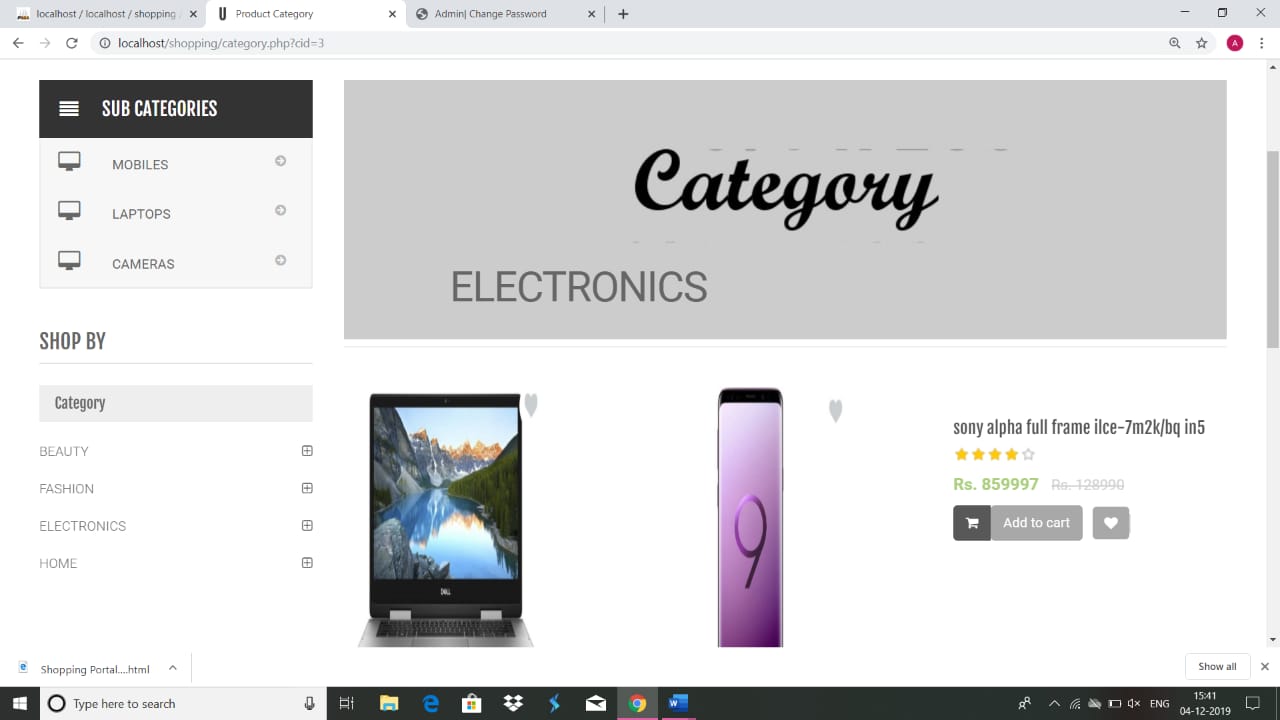 localhost / localhost / shopping /
Product Category
Admin| Change Password
localhost/shopping/category.php?cid=3
A
SUB CATEGORIES
MOBILES
LAPTOPS
CAMERAS
SHOP BY
Category
BEAUTY
FASHION
ELECTRONICS
HOME
Category
ELECTRONICS
DELL
9
sony alpha full frame ilce-7m2k/bq in5
Rs. 859997 Rs. 128990
Add to cart
Shopping Portal....html
Show all
Type here to search
ENG
15:41
04-12-2019